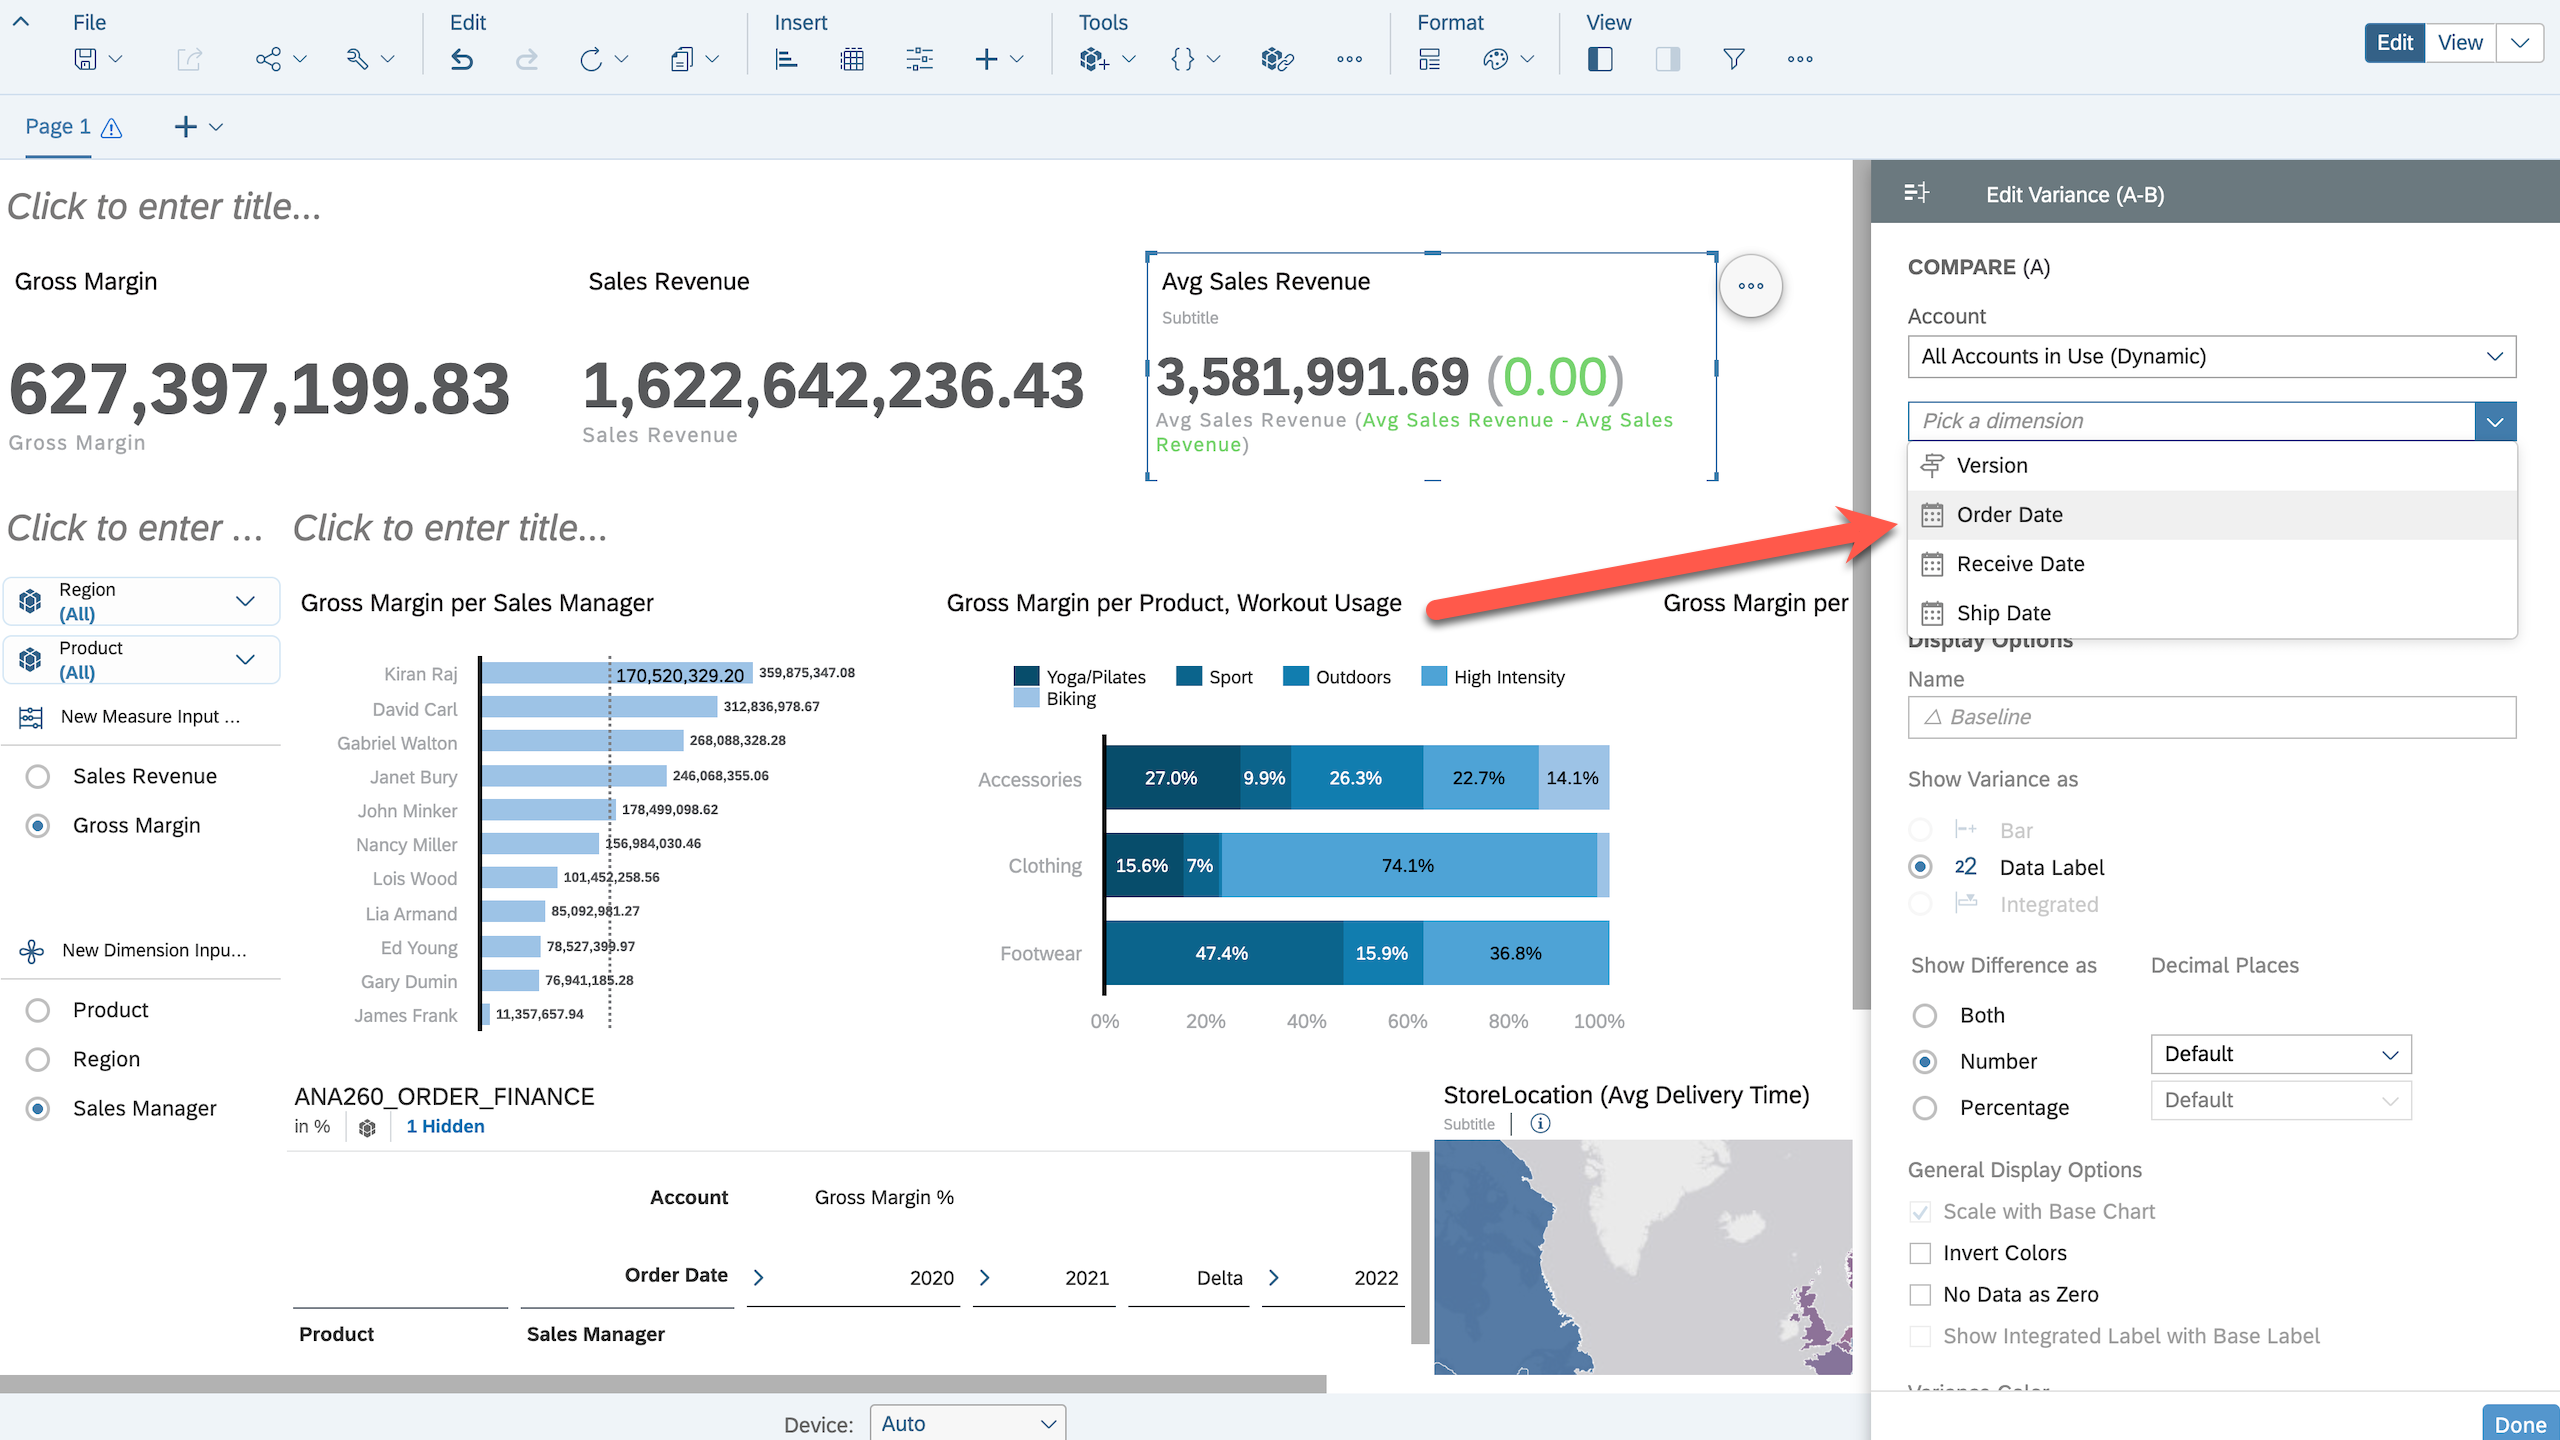 File
Edit
Insert
Tools
Format
View
Edit
View
Page 1
Click to enter title...
Gross Margin
627,397,199.83
Gross Margin
Sales Revenue
1,622,642,236.43
Sales Revenue
Avg Sales Revenue
Subtitle
3,581,991.69 (0.00)
Avg Sales Revenue (Avg Sales Revenue - Avg Sales
Revenue)
Click to enter ...
Click to enter title...
Region
(All)
Product
(All)
New Measure Input ...
Sales Revenue
Gross Margin
New Dimension Inpu...
Product
Region
Sales Manager
Gross Margin per Sales Manager
170,520,329.20
Kiran Raj 359,875,347.08
David Carl 312,836,978.67
Gabriel Walton 268,088,328.28
Janet Bury 246,068,355.06
John Minker 178,499,098.62
Nancy Miller 156,984,030.46
Lois Wood 101,452,258.56
Lia Armand 85,092,981.27
Ed Young 78,527,399.97
Gary Dumin 76,941,185.28
James Frank 11,357,657.94
Gross Margin per Product, Workout Usage
Yoga/Pilates Sport Outdoors High Intensity
Biking
Accessories 27.0% 9.9% 26.3% 22.7% 14.1%
Clothing 15.6% 7% 74.1%
Footwear 47.4% 15.9% 36.8%
0% 20% 40% 60% 80% 100%
Gross Margin per
ANA260_ORDER_FINANCE
in % 1 Hidden
Account Gross Margin %
Order Date 2020 2021 Delta 2022
Product Sales Manager
StoreLocation (Avg Delivery Time)
Subtitle
Device: Auto
Edit Variance (A-B)
COMPARE (A)
Account
All Accounts in Use (Dynamic)
Pick a dimension
Version
Order Date
Receive Date
Ship Date
Display Options
Name
△ Baseline
Show Variance as
Bar
22 Data Label
Integrated
Show Difference as Decimal Places
Both
Number Default
Percentage Default
General Display Options
Scale with Base Chart
Invert Colors
No Data as Zero
Show Integrated Label with Base Label
Variance Color
Done